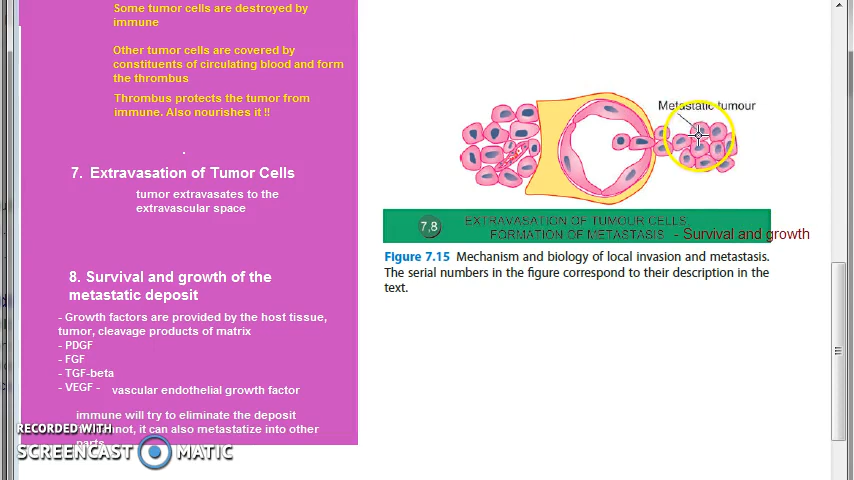 Some tumor cells are destroyed by
immune
Other tumor cells are covered by
constituents of circulating blood and form
the thrombus
Thrombus protects the tumor from
immune. Also nourishes it !!
7. Extravasation of Tumor Cells
tumor extravasates to the
extravascular space
8. Survival and growth of the
metastatic deposit
- Growth factors are provided by the host tissue,
tumor, cleavage products of matrix
- PDGF
- FGF
- TGF-beta
- VEGF - vascular endothelial growth factor
immune will try to eliminate the deposit
it can also metastatize into other
parts
Metastatic tumour
7,8 EXTRAVASATION OF TUMOUR CELLS,
FORMATION OF METASTASIS - Survival and growth
Figure 7.15 Mechanism and biology of local invasion and metastasis.
The serial numbers in the figure correspond to their description in the
text.
RECORDED WITH
SCREENCAST MATIC